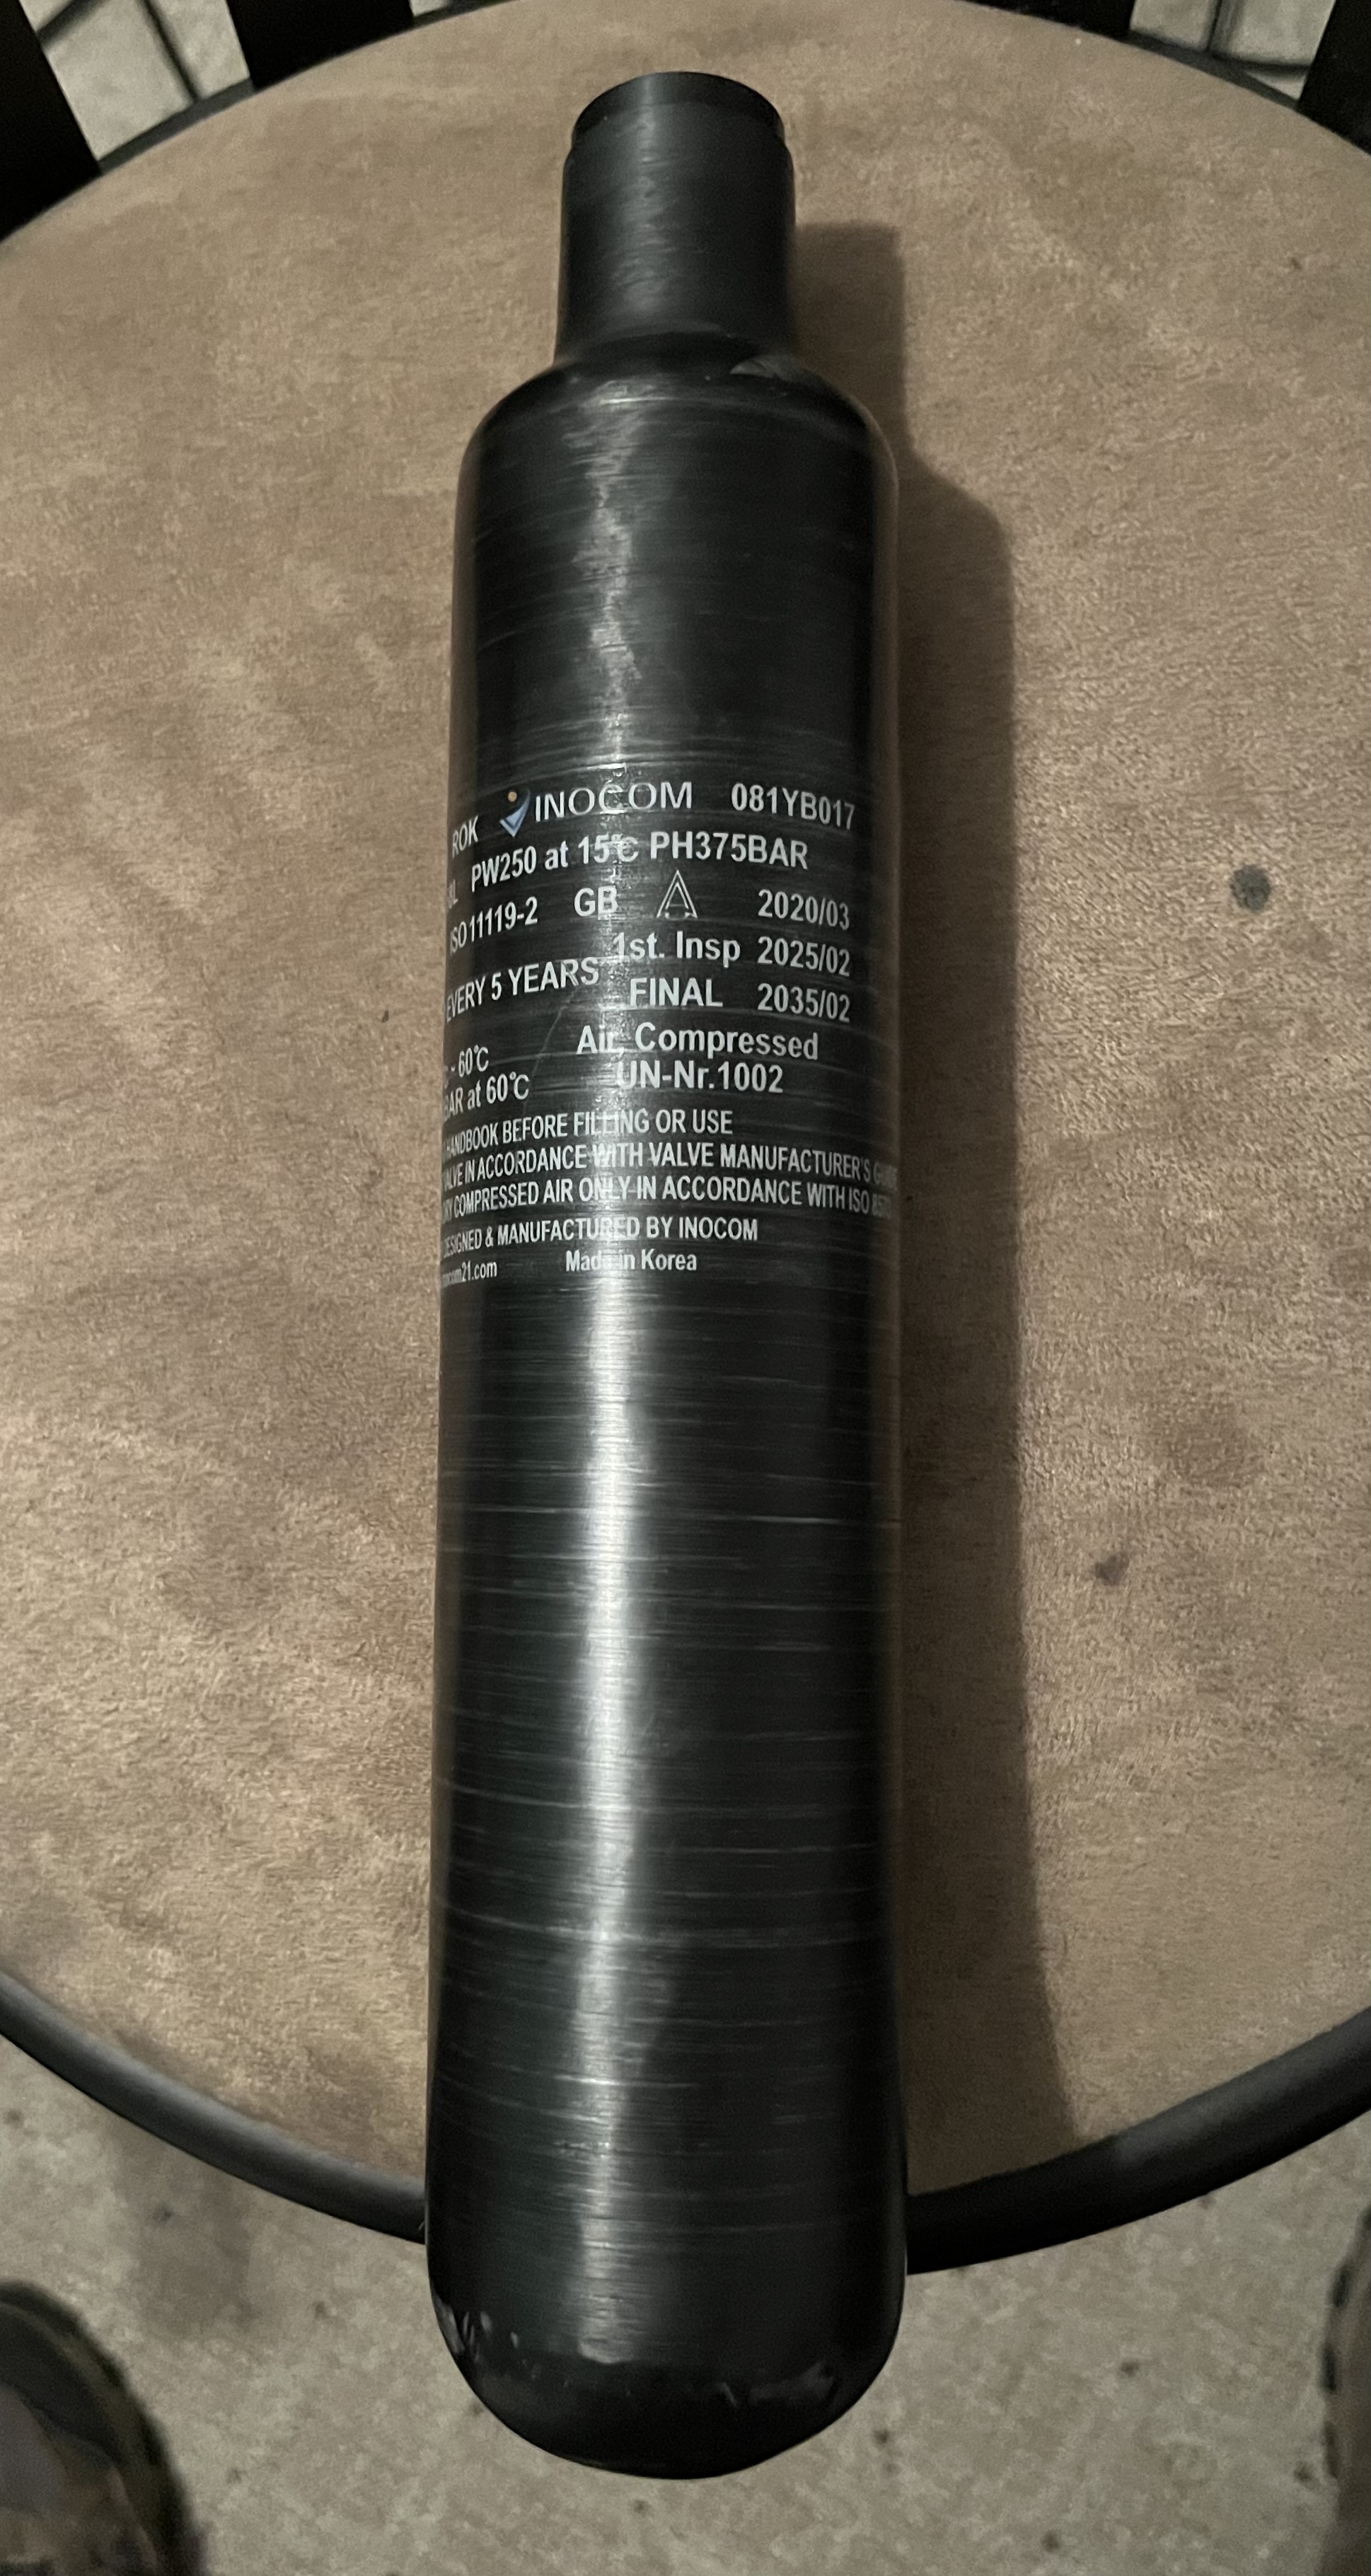 ROK INOCOM 081YB017
PW250 at 15℃ PH375BAR
ISO11119-2 GB 2020/03
1st. Insp 2025/02
EVERY 5 YEARS
FINAL 2035/02
Air, Compressed
- 60℃
UN-Nr.1002
BAR at 60℃
HANDBOOK BEFORE FILLING OR USE
VALVE IN ACCORDANCE WITH VALVE MANUFACTURER'S
COMPRESSED AIR ONLY IN ACCORDANCE WITH ISO
DESIGNED & MANUFACTURED BY INOCOM
Made in Korea